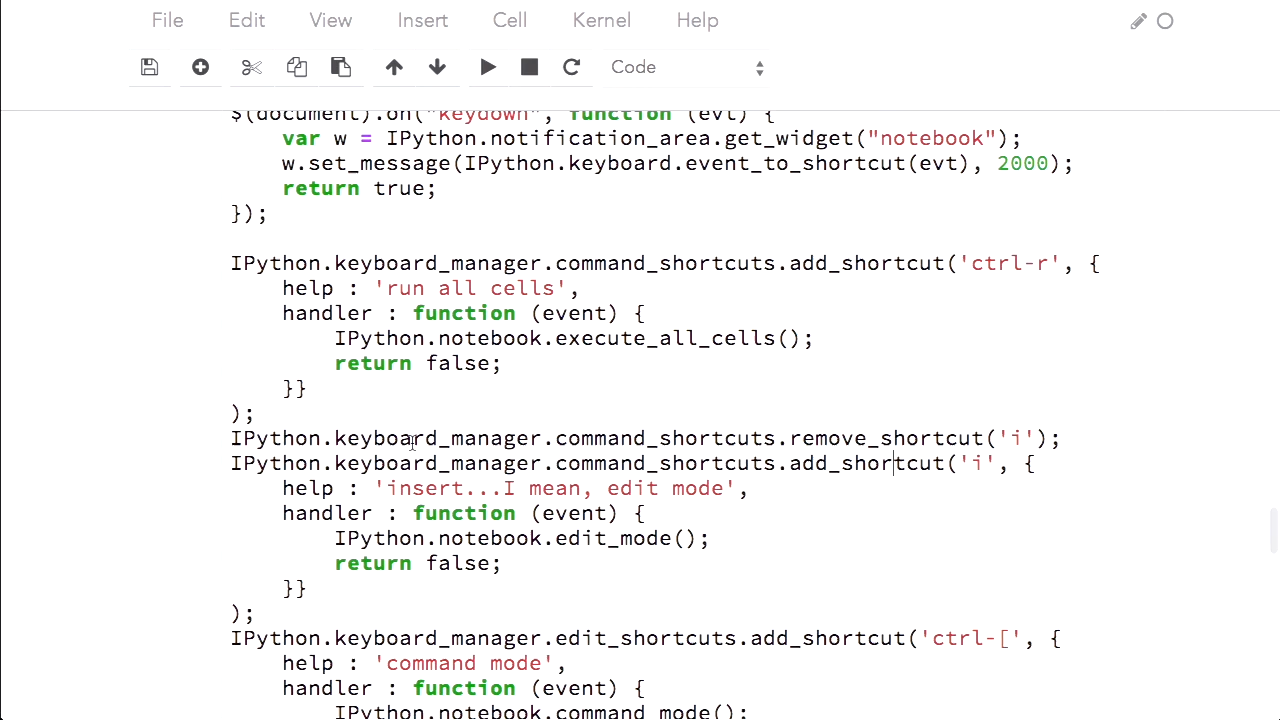 File Edit View Insert Cell Kernel Help
Code
$(document).on("keydown", function (evt) {
var w = IPython.notification_area.get_widget("notebook");
w.set_message(IPython.keyboard.event_to_shortcut(evt), 2000);
return true;
});
IPython.keyboard_manager.command_shortcuts.add_shortcut('ctrl-r', {
help : 'run all cells',
handler : function (event) {
IPython.notebook.execute_all_cells();
return false;
}}
);
IPython.keyboard_manager.command_shortcuts.remove_shortcut('i');
IPython.keyboard_manager.command_shortcuts.add_shortcut('i', {
help : 'insert...I mean, edit mode',
handler : function (event) {
IPython.notebook.edit_mode();
return false;
}}
);
IPython.keyboard_manager.edit_shortcuts.add_shortcut('ctrl-[', {
help : 'command mode',
handler : function (event) {
IPython.notebook.command_mode();